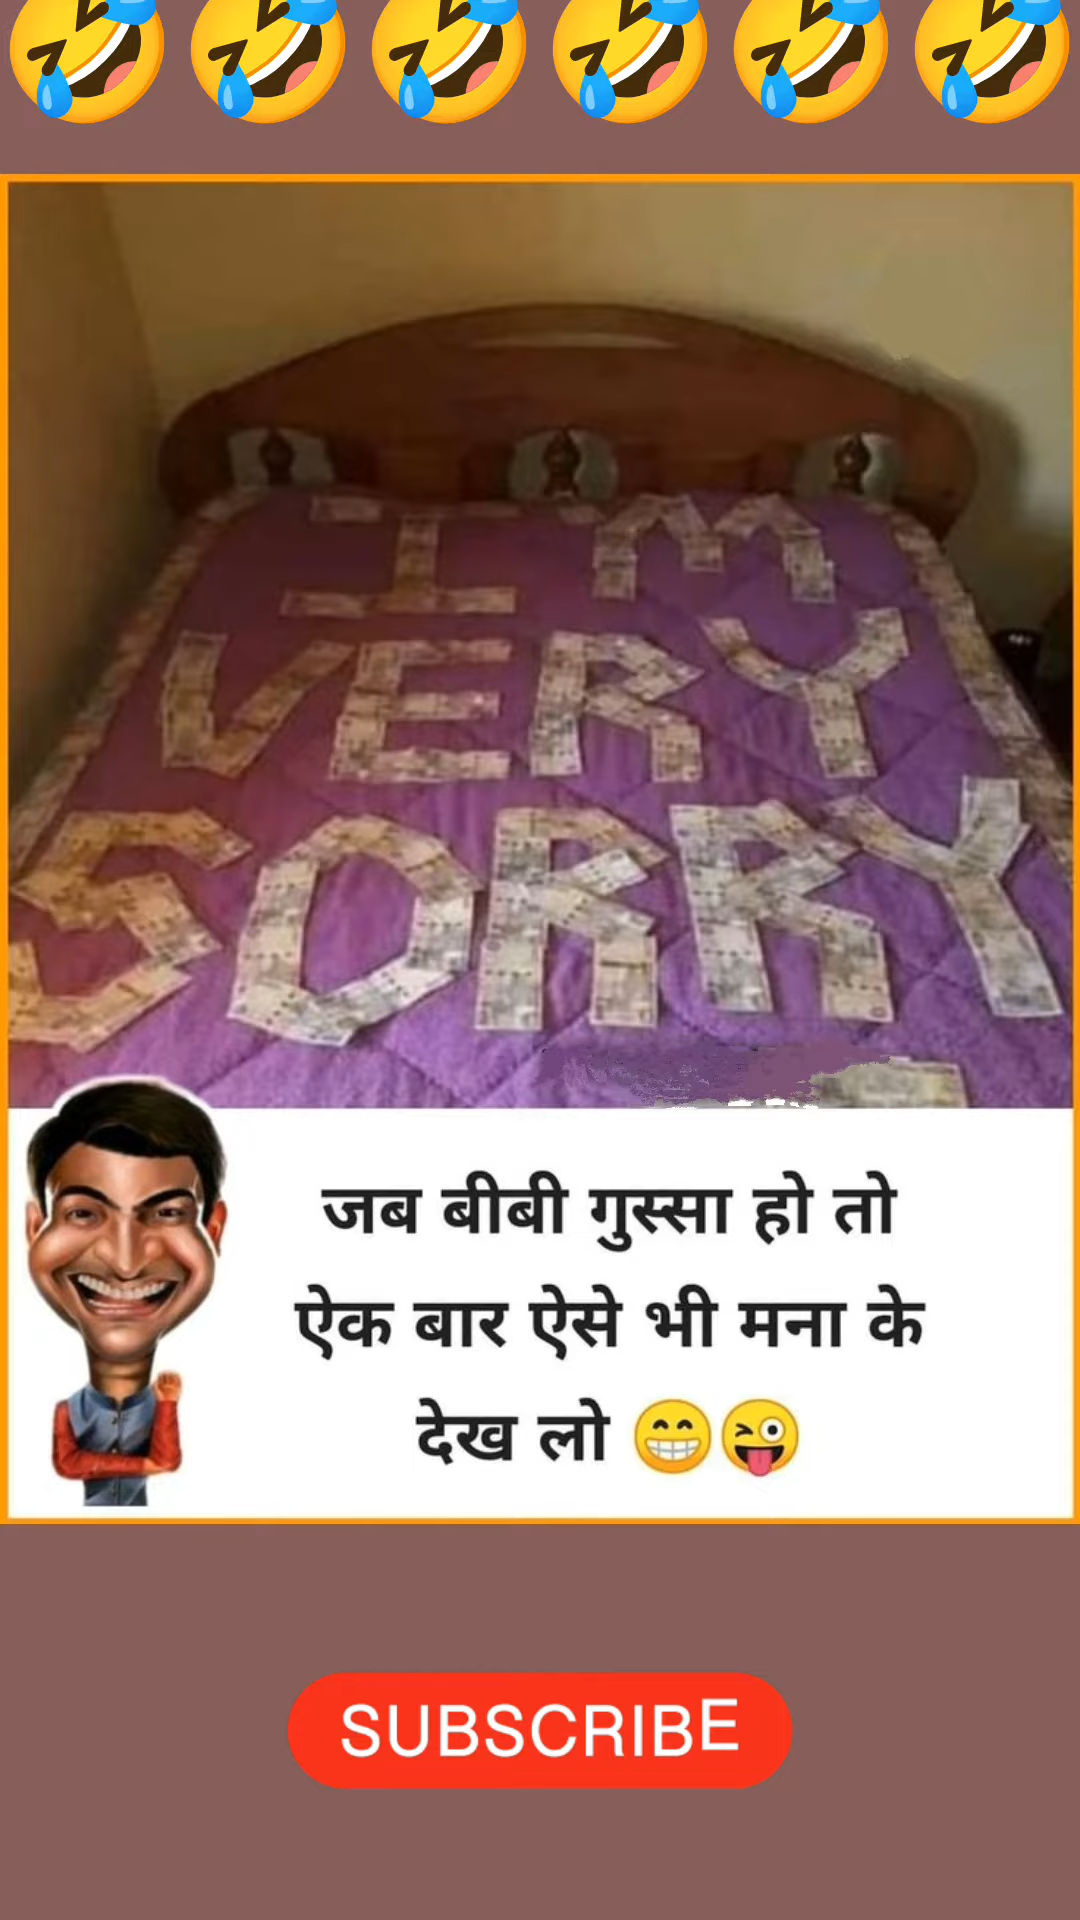 I M
VERY
SORRY
जब बीबी गुस्सा हो तो
ऐक बार ऐसे भी मना के
देख लो 😁😜
SUBSCRIBE